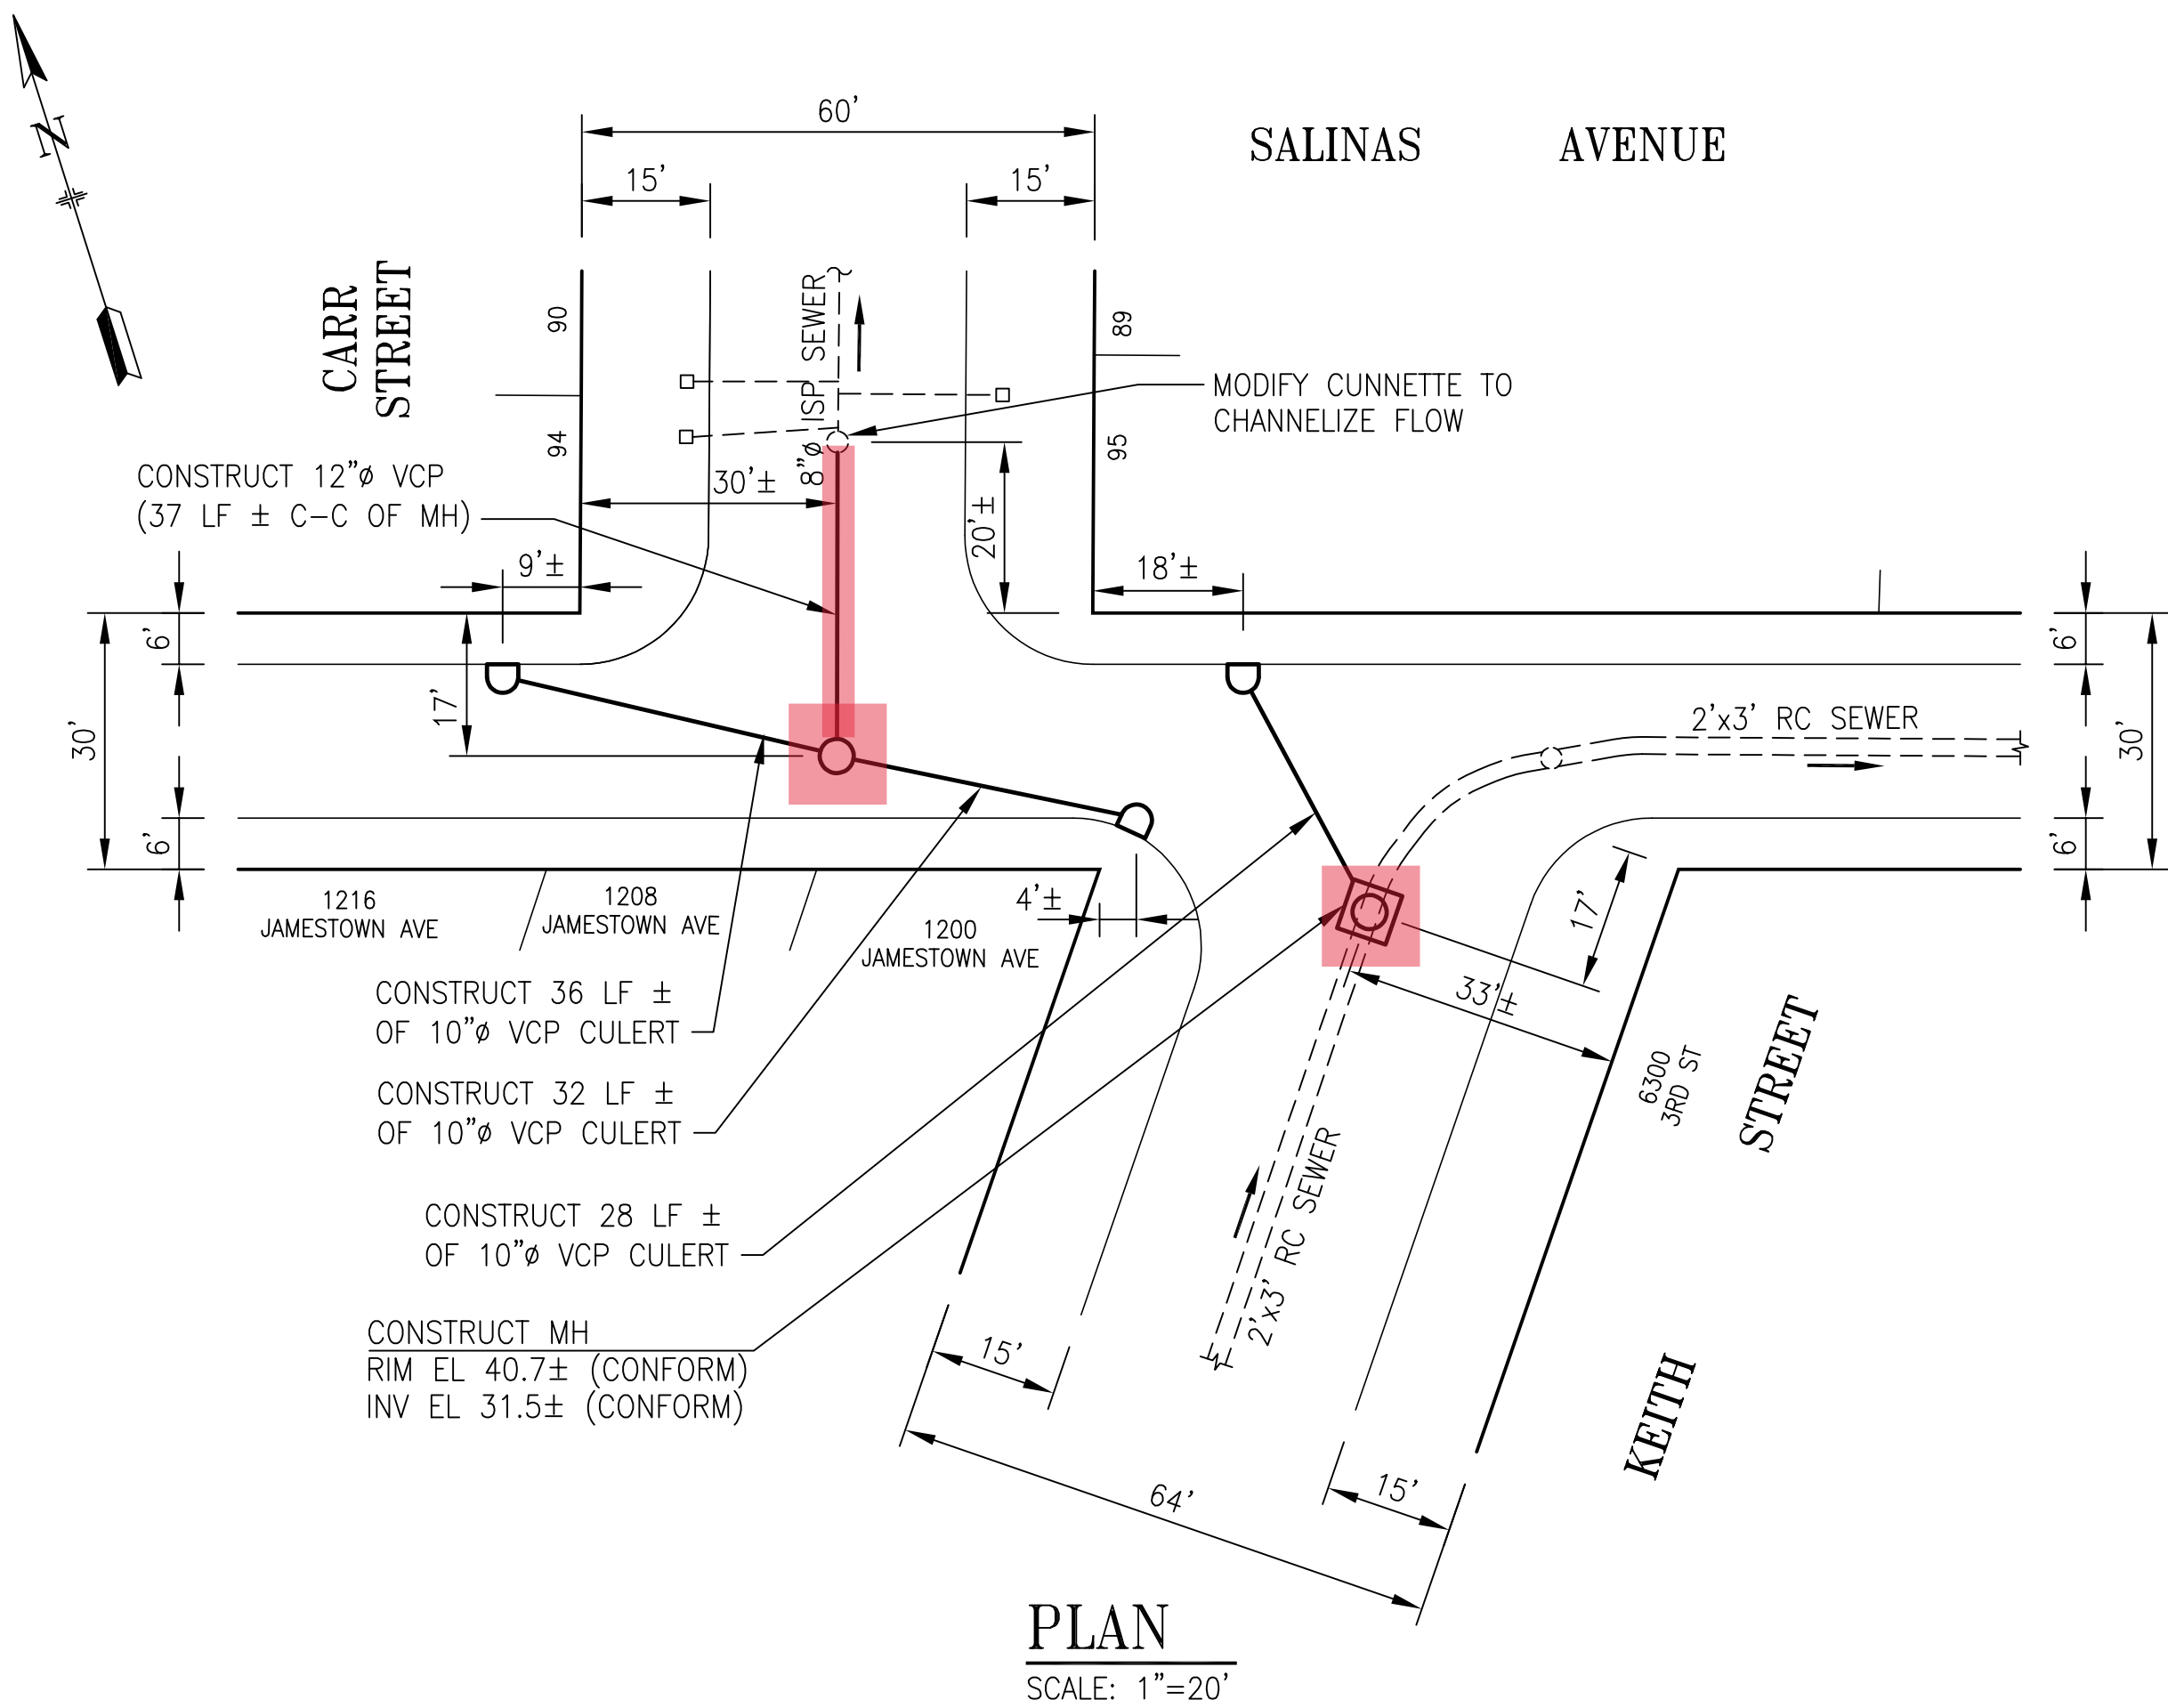 N
60'
SALINAS AVENUE
15'
15'
CARR
STREET
90
94
8"ø ISP SEWER
89
95
MODIFY CUNNETTE TO
CHANNELIZE FLOW
CONSTRUCT 12"ø VCP
(37 LF ± C-C OF MH)
30'±
20'±
9'±
18'±
6'
6'
17'
30'
30'
2'x3' RC SEWER
6'
6'
1216
JAMESTOWN AVE
1208
JAMESTOWN AVE
1200
JAMESTOWN AVE
4'±
17'
33'±
CONSTRUCT 36 LF ±
OF 10"ø VCP CULERT
CONSTRUCT 32 LF ±
OF 10"ø VCP CULERT
6300
3RD ST
STREET
KEITH
2'x3' RC SEWER
CONSTRUCT 28 LF ±
OF 10"ø VCP CULERT
CONSTRUCT MH
RIM EL 40.7± (CONFORM)
INV EL 31.5± (CONFORM)
15'
15'
64'
PLAN
SCALE: 1"=20'